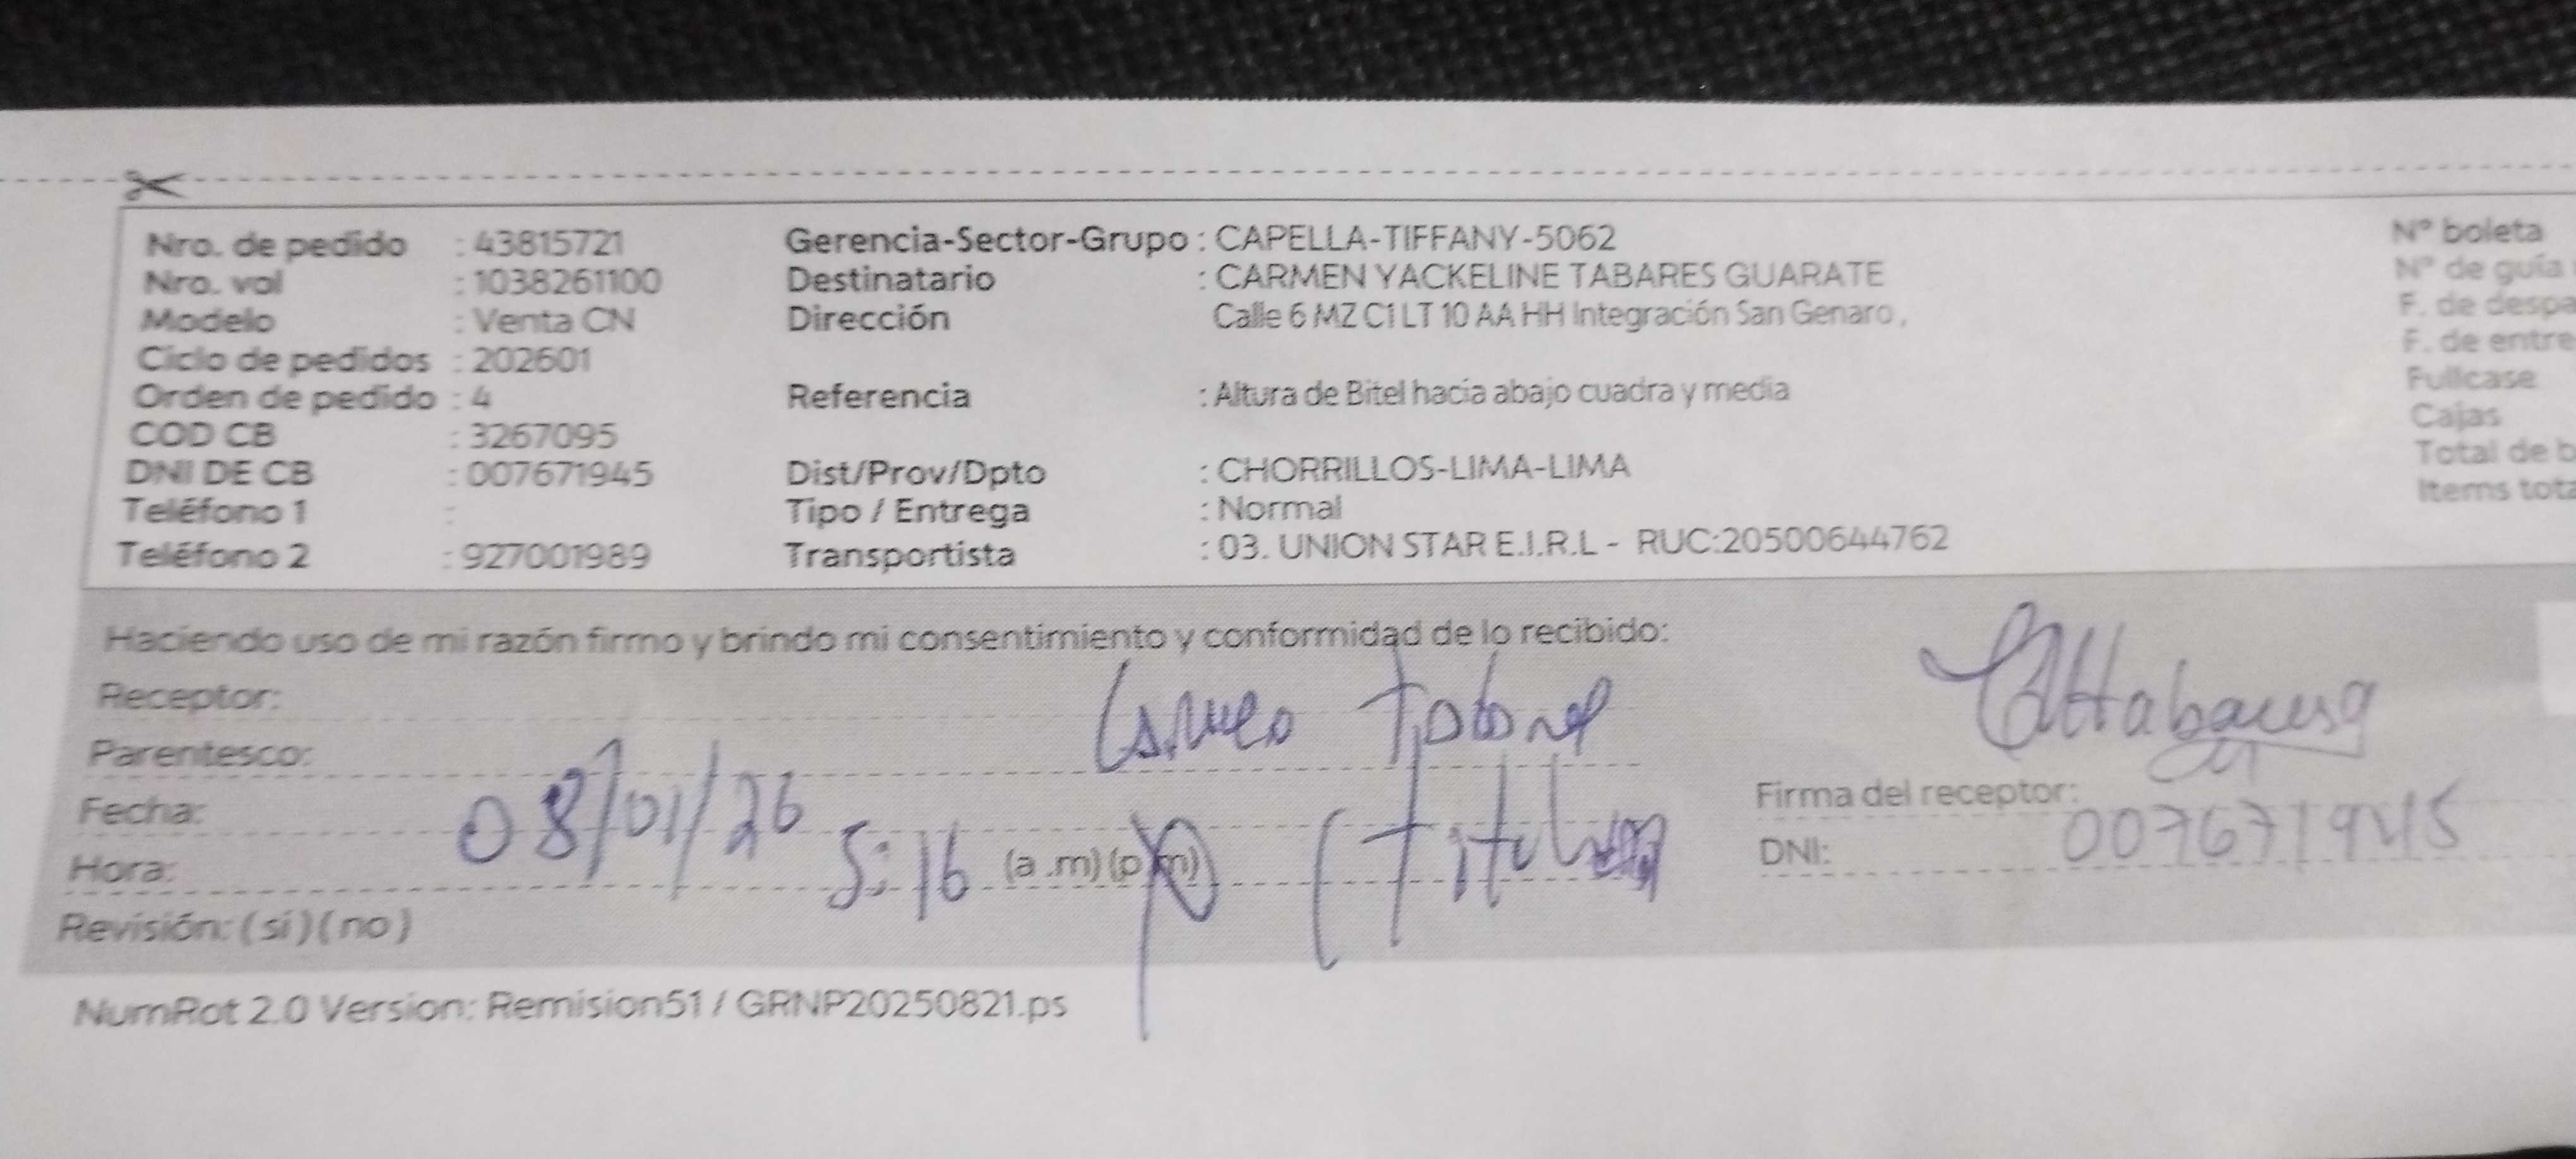 Nro. de pedido : 43815721 Gerencia-Sector-Grupo : CAPELLA-TIFFANY-5062 N° boleta
Nro. val : 1038261100 Destinatario : CARMEN YACKELINE TABARES GUARATE N° de guía
Modelo : Venta CN Dirección Calle 6 MZ C1 LT 10 AA HH Integración San Genaro , F. de despa
Ciclo de pedidos : 202601 F. de entre
Orden de pedido : 4 Referencia : Altura de Bitel hacia abajo cuadra y media Fullcase
COD CB : 3267095 Cajas
DNI DE CB : 007671945 Dist/Prov/Dpto : CHORRILLOS-LIMA-LIMA Total de b
Teléfono 1 : Tipo / Entrega : Normal Items tota
Teléfono 2 : 927001989 Transportista : 03. UNION STAR E.I.R.L - RUC:20500644762
Haciendo uso de mi razón firmo y brindo mi consentimiento y conformidad de lo recibido:
Receptor:
Parentesco:
Fecha: 08/01/26 Firma del receptor:
Hora: 5:16 (a .m) (p .m) DNI: 007671945
Revisión: (si) (no)
NumRot 2.0 Version: Remision51 / GRNP20250821.ps